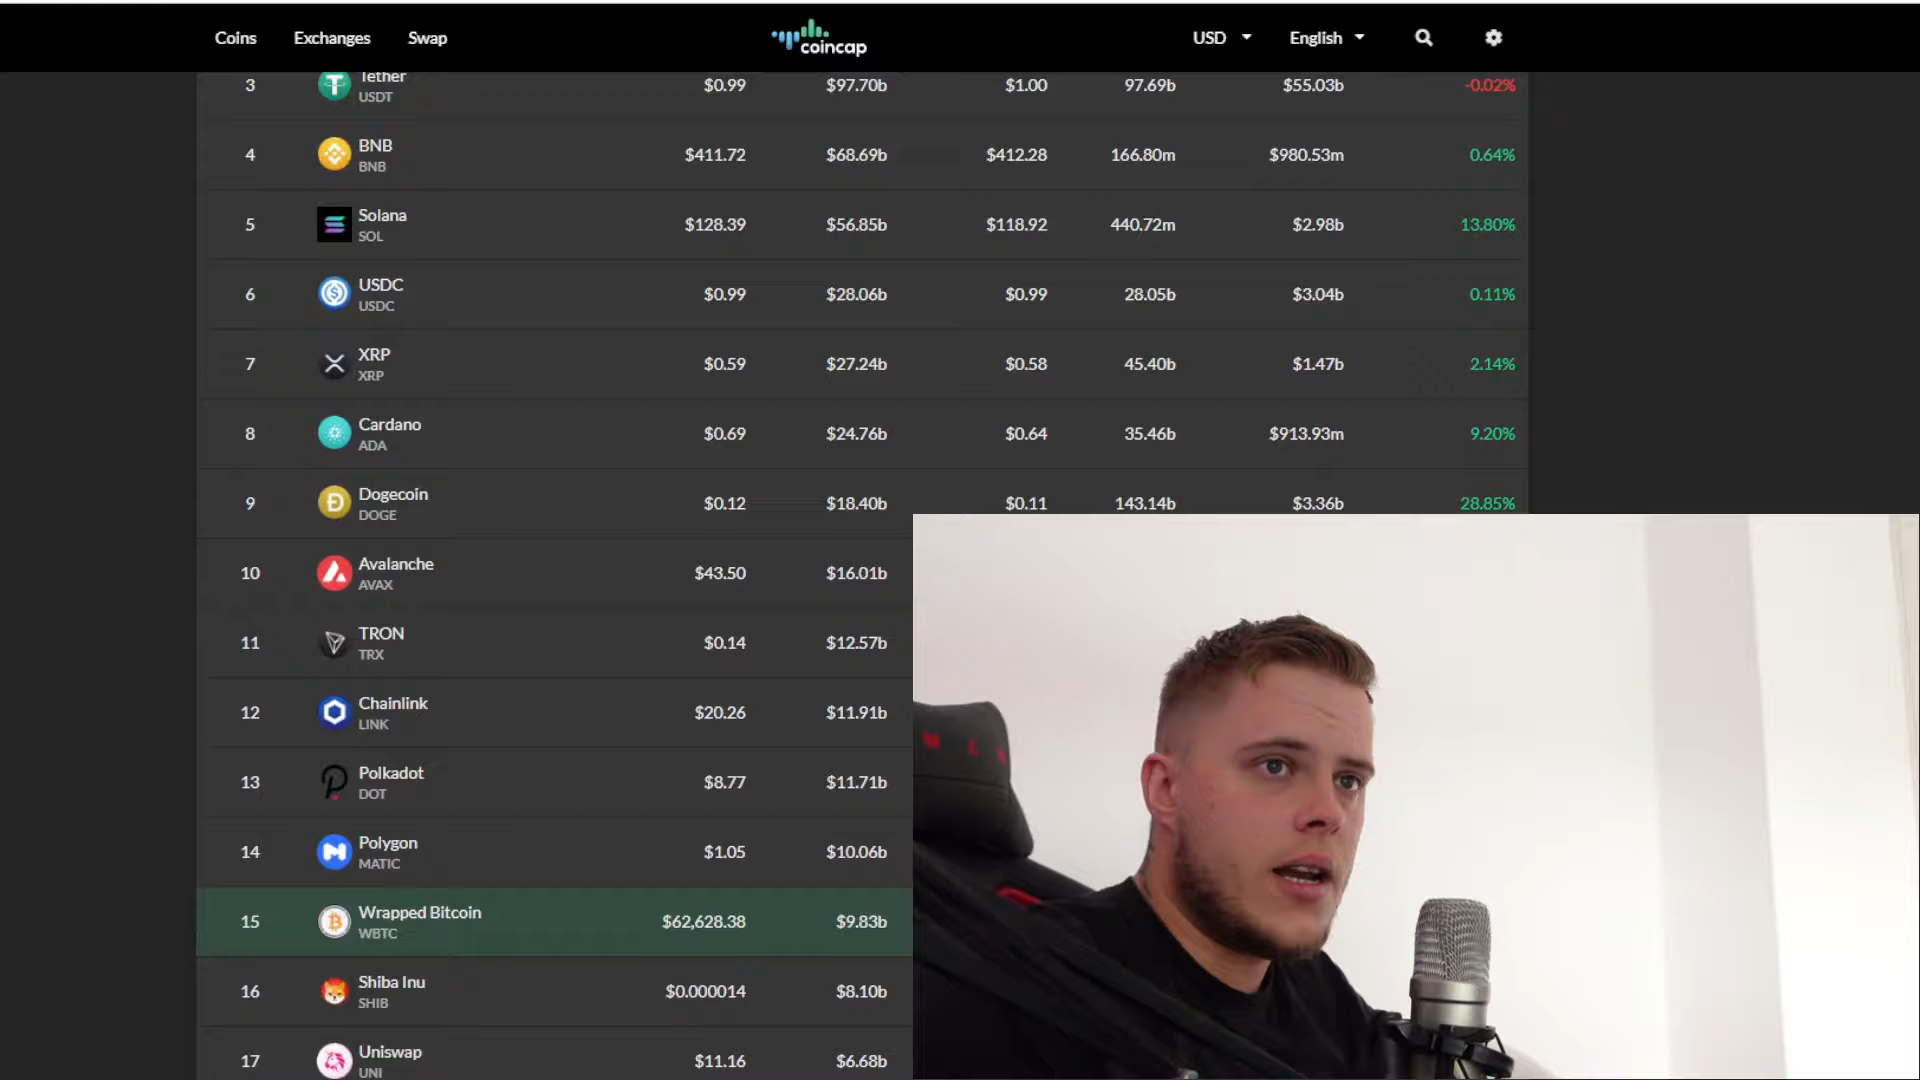 Coins Exchanges Swap coincap USD English
3 Tether $0.99 $97.70b $1.00 97.69b $55.03b -0.02%
USDT
4 BNB $411.72 $68.69b $412.28 166.80m $980.53m 0.64%
BNB
5 Solana $128.39 $56.85b $118.92 440.72m $2.98b 13.80%
SOL
6 USDC $0.99 $28.06b $0.99 28.05b $3.04b 0.11%
USDC
7 XRP $0.59 $27.24b $0.58 45.40b $1.47b 2.14%
XRP
8 Cardano $0.69 $24.76b $0.64 35.46b $913.93m 9.20%
ADA
9 Dogecoin $0.12 $18.40b $0.11 143.14b $3.36b 28.85%
DOGE
10 Avalanche $43.50 $16.01b
AVAX
11 TRON $0.14 $12.57b
TRX
12 Chainlink $20.26 $11.91b
LINK
13 Polkadot $8.77 $11.71b
DOT
14 Polygon $1.05 $10.06b
MATIC
15 Wrapped Bitcoin $62,628.38 $9.83b
WBTC
16 Shiba Inu $0.000014 $8.10b
SHIB
17 Uniswap $11.16 $6.68b
UNI